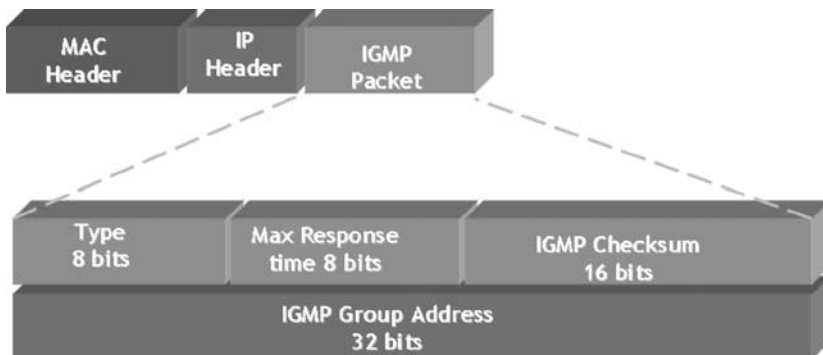 MAC
Header
IP
Header
IGMP
Packet
Type
8 bits
Max Response
time 8 bits
IGMP Checksum
16 bits
IGMP Group Address
32 bits